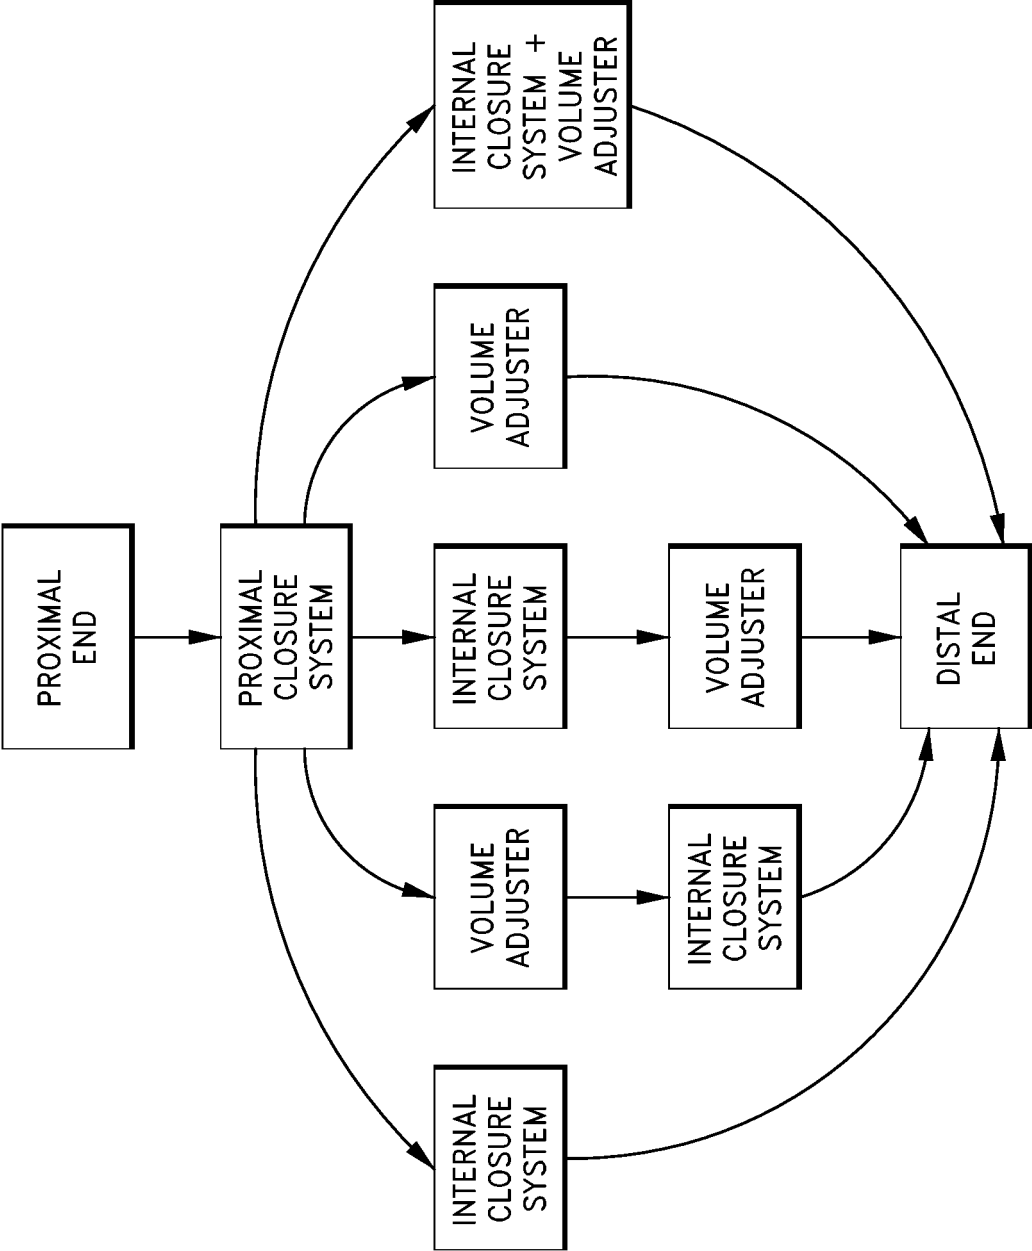 PROXIMAL
END
PROXIMAL
CLOSURE
SYSTEM
INTERNAL
CLOSURE
SYSTEM
VOLUME
ADJUSTER
INTERNAL
CLOSURE
SYSTEM
VOLUME
ADJUSTER
INTERNAL
CLOSURE
SYSTEM +
VOLUME
ADJUSTER
INTERNAL
CLOSURE
SYSTEM
VOLUME
ADJUSTER
DISTAL
END